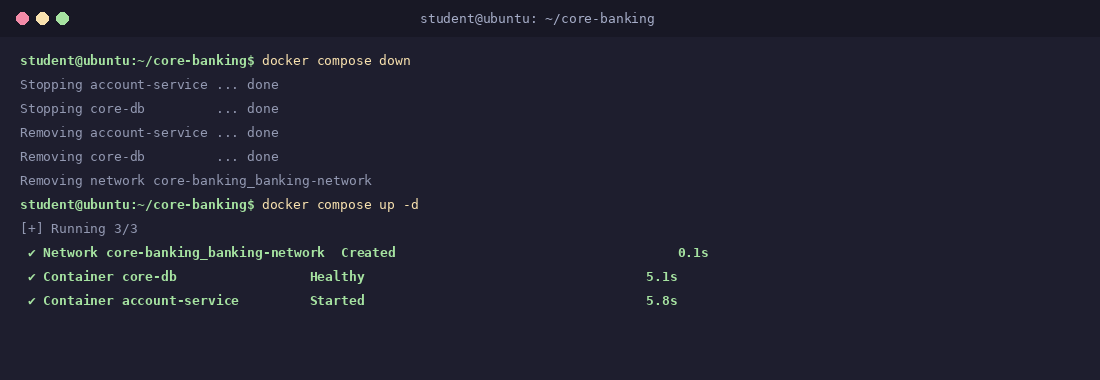 student@ubuntu: ~/core-banking
student@ubuntu:~/core-banking$ docker compose down
Stopping account-service ... done
Stopping core-db         ... done
Removing account-service ... done
Removing core-db         ... done
Removing network core-banking_banking-network
student@ubuntu:~/core-banking$ docker compose up -d
[+] Running 3/3
 ✔ Network core-banking_banking-network  Created                                    0.1s
 ✔ Container core-db                 Healthy                                    5.1s
 ✔ Container account-service         Started                                    5.8s